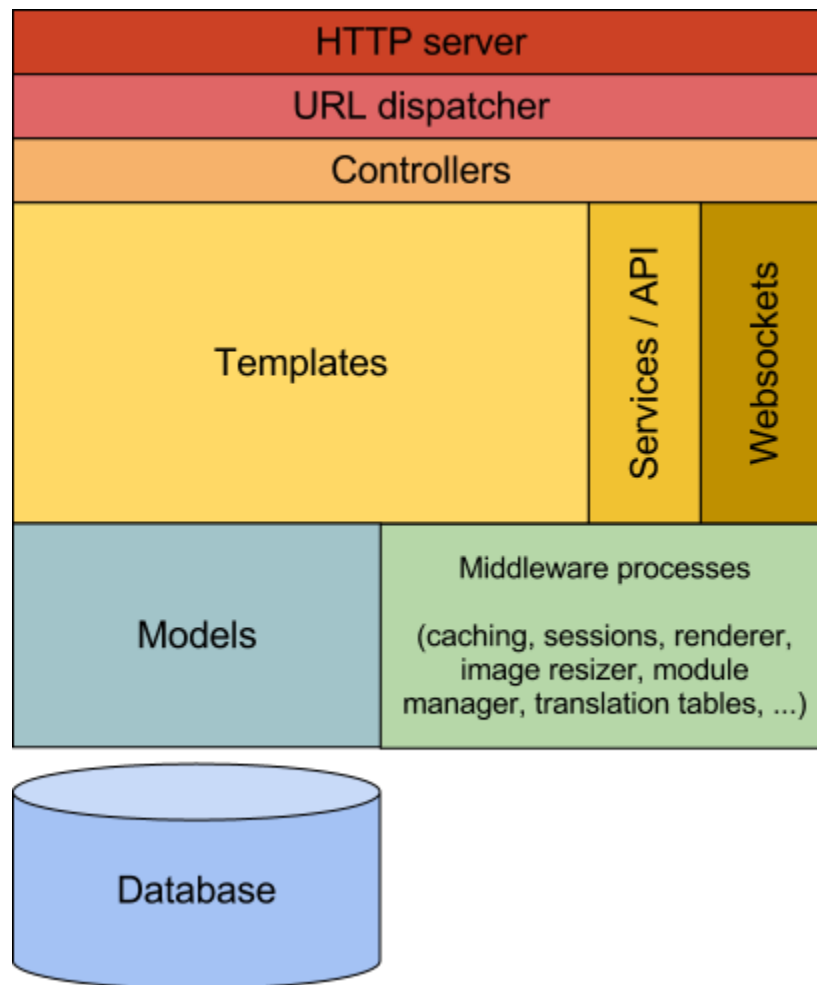 HTTP server
URL dispatcher
Controllers
Templates
Services / API
Websockets
Models
Middleware processes
(caching, sessions, renderer,
image resizer, module
manager, translation tables, ...)
Database